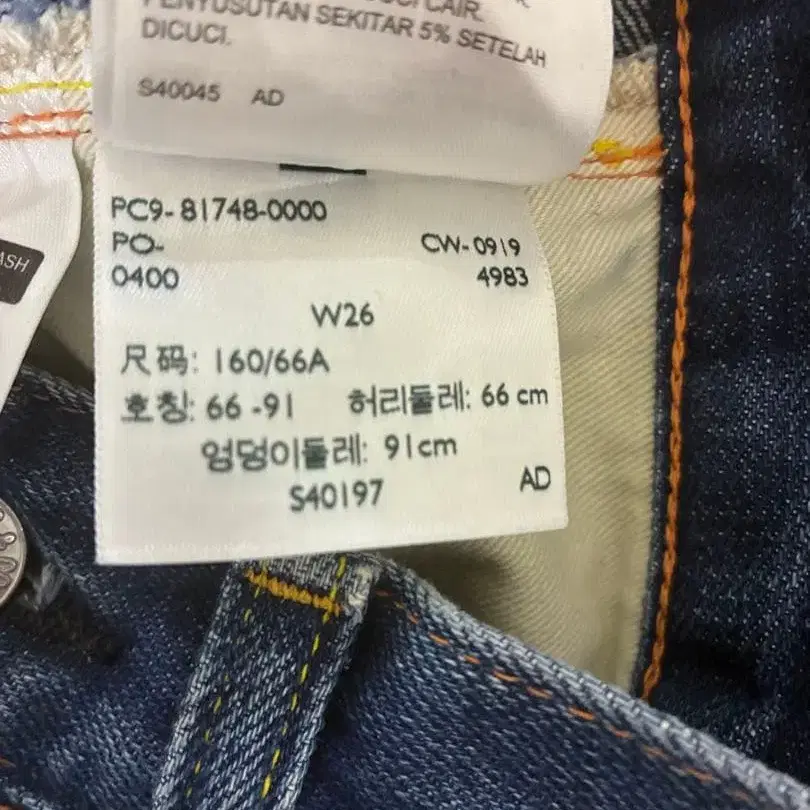 PENYUSUTAN SEKITAR 5% SETELAH
DICUCI.
S40045 AD
ASH
PC9-81748-0000
PO- CW-0919
0400 4983
W26
尺码: 160/66A
호칭: 66-91 허리둘레: 66 cm
엉덩이둘레: 91cm
S40197 AD